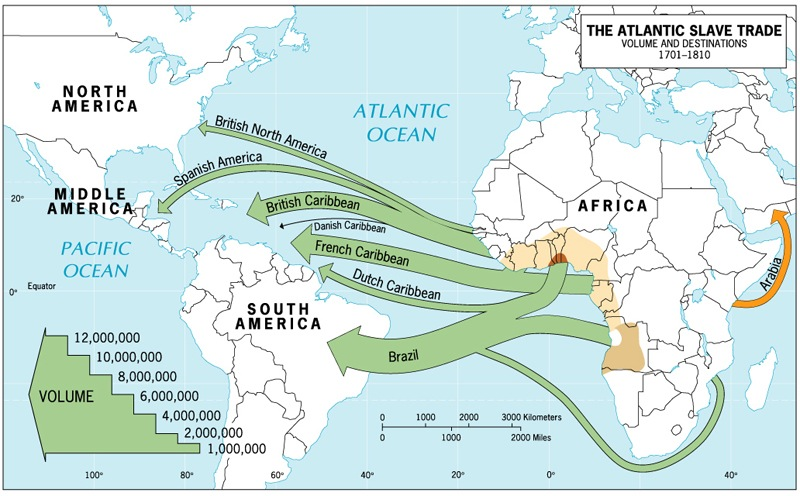 THE ATLANTIC SLAVE TRADE
VOLUME AND DESTINATIONS
1701–1810
NORTH
AMERICA
ATLANTIC
OCEAN
British North America
Spanish America
20°
MIDDLE
AMERICA
British Caribbean
AFRICA
Danish Caribbean
PACIFIC
OCEAN
French Caribbean
Arabia
Dutch Caribbean
0°
Equator
SOUTH
AMERICA
Brazil
12,000,000
10,000,000
8,000,000
VOLUME
6,000,000
4,000,000
2,000,000
1,000,000
0 1000 2000 3000 Kilometers
0 1000 2000 Miles
100° 80° 60° 40° 20° 0° 40°